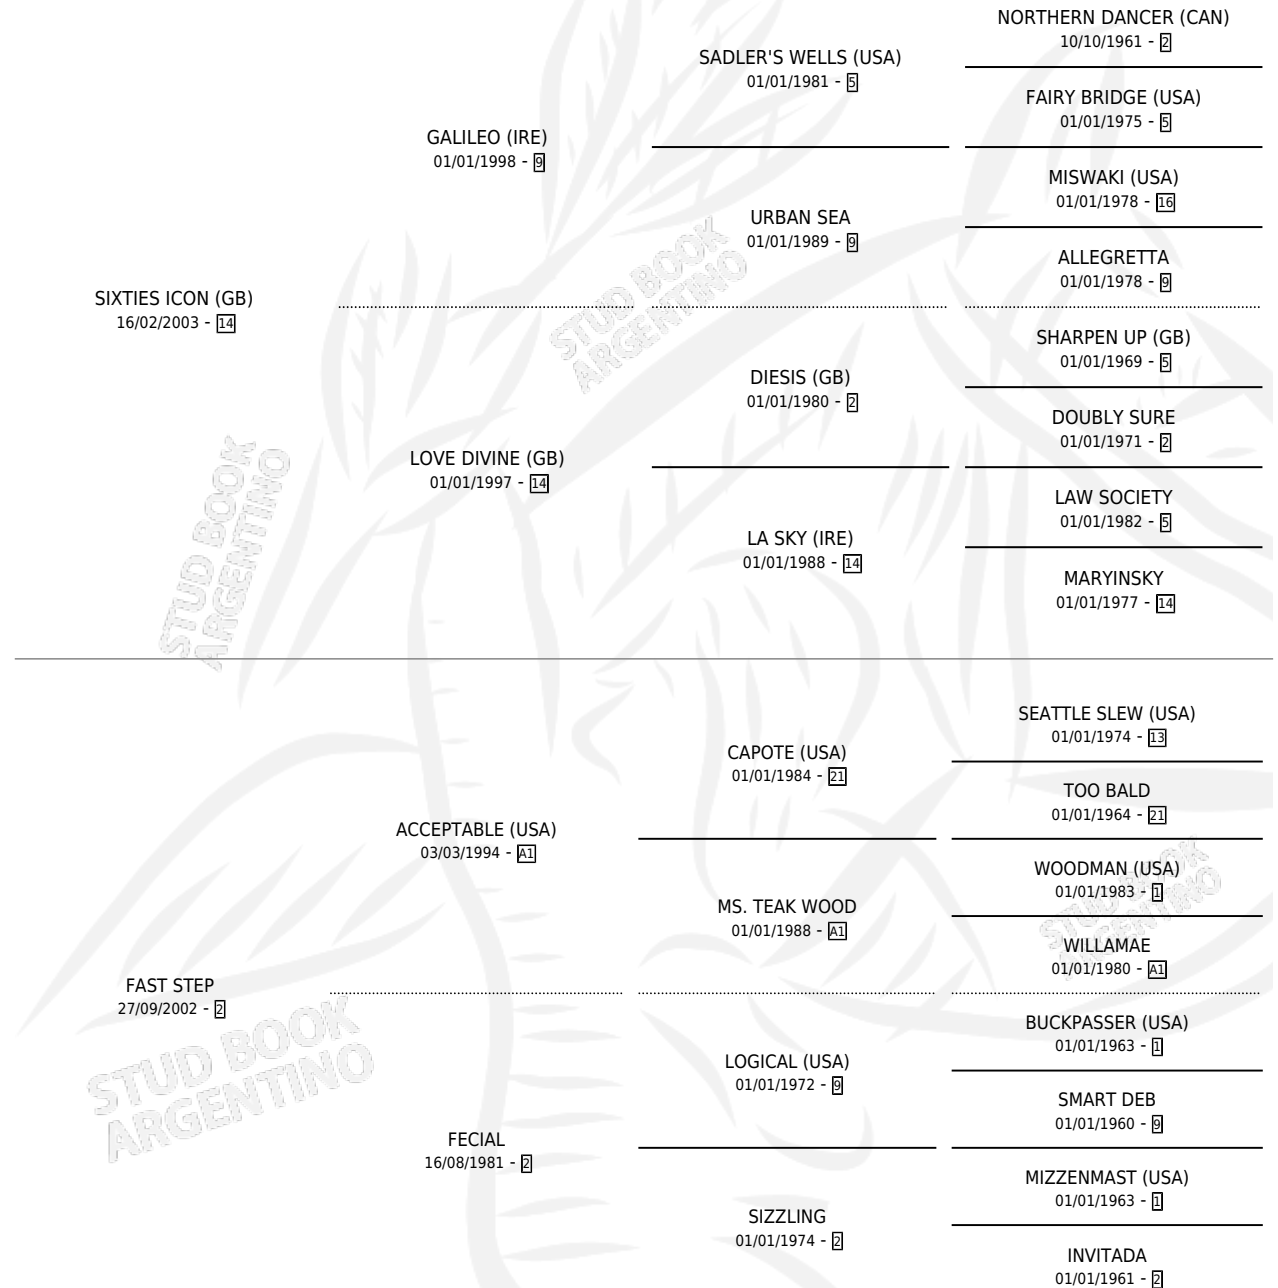 NORTHERN DANCER (CAN)
10/10/1961 - 2
SADLER'S WELLS (USA)
01/01/1981 - 5
FAIRY BRIDGE (USA)
01/01/1975 - 5
GALILEO (IRE)
01/01/1998 - 9
MISWAKI (USA)
01/01/1978 - 16
URBAN SEA
01/01/1989 - 9
ALLEGRETTA
01/01/1978 - 9
SIXTIES ICON (GB)
16/02/2003 - 14
STUD BOOK
ARGENTINO
SHARPEN UP (GB)
01/01/1969 - 5
DIESIS (GB)
01/01/1980 - 2
DOUBLY SURE
01/01/1971 - 2
LOVE DIVINE (GB)
01/01/1997 - 14
LAW SOCIETY
01/01/1982 - 5
LA SKY (IRE)
01/01/1988 - 14
MARYINSKY
01/01/1977 - 14
STUD BOOK
ARGENTINO
SEATTLE SLEW (USA)
01/01/1974 - 13
CAPOTE (USA)
01/01/1984 - 21
TOO BALD
01/01/1964 - 21
ACCEPTABLE (USA)
03/03/1994 - A1
WOODMAN (USA)
01/01/1983 - 1
MS. TEAK WOOD
01/01/1988 - A1
STUD BOOK
ARGENTINO
WILLAMAE
01/01/1980 - A1
FAST STEP
27/09/2002 - 2
STUD BOOK
ARGENTINO
BUCKPASSER (USA)
01/01/1963 - 1
LOGICAL (USA)
01/01/1972 - 9
SMART DEB
01/01/1960 - 9
FECIAL
16/08/1981 - 2
MIZZENMAST (USA)
01/01/1963 - 1
SIZZLING
01/01/1974 - 2
INVITADA
01/01/1961 - 2